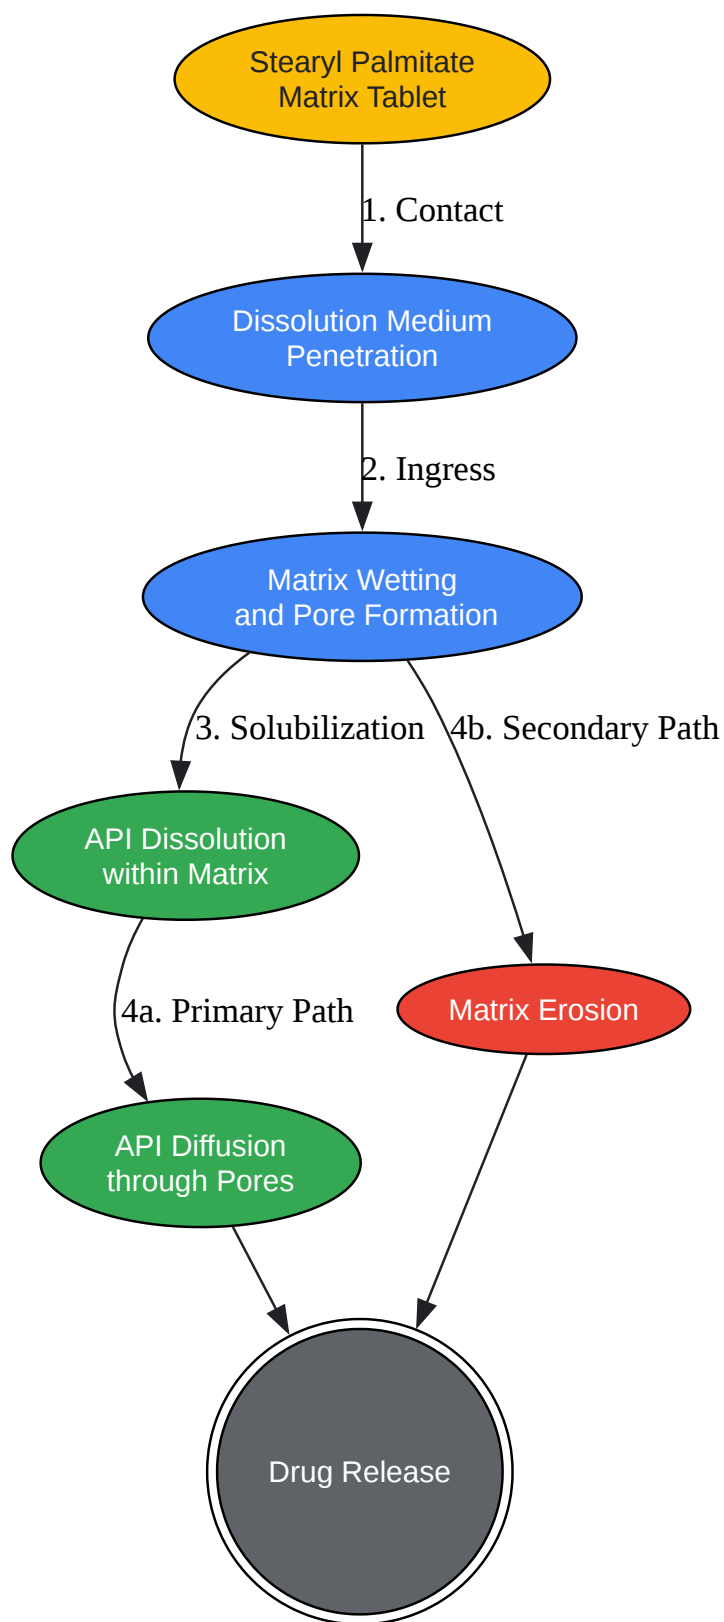 Stearyl Palmitate
Matrix Tablet
1. Contact
Dissolution Medium
Penetration
2. Ingress
Matrix Wetting
and Pore Formation
3. Solubilization
4b. Secondary Path
API Dissolution
within Matrix
4a. Primary Path
Matrix Erosion
API Diffusion
through Pores
Drug Release